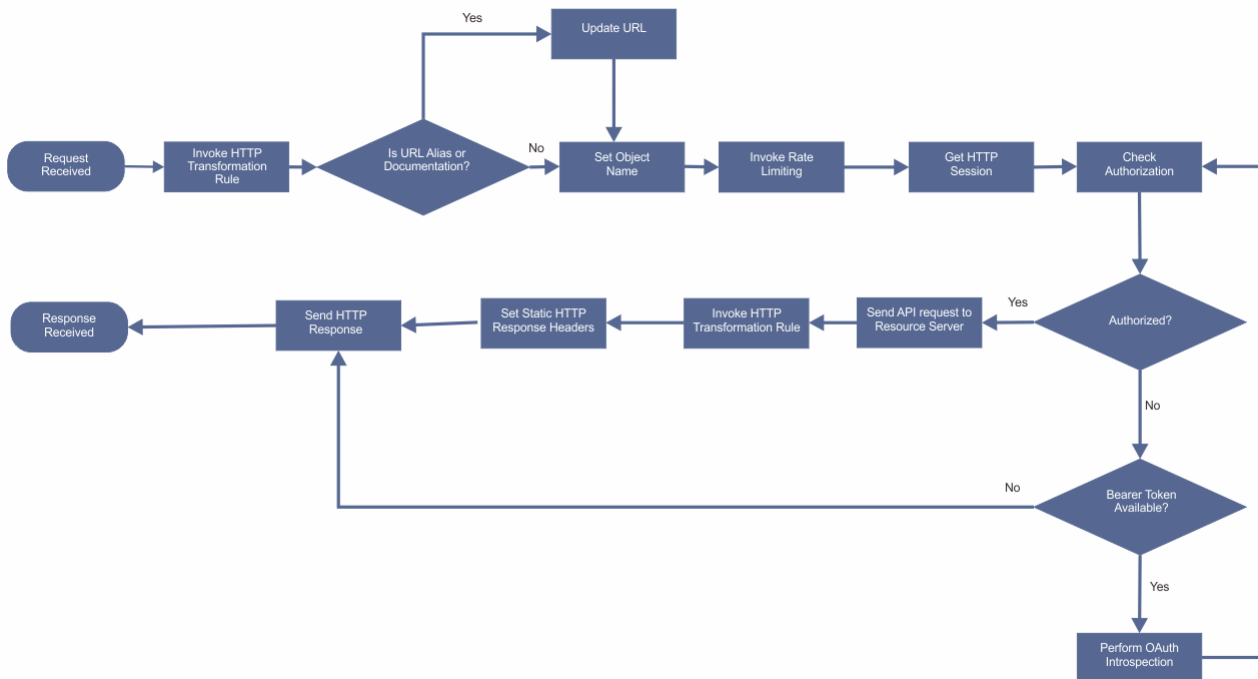 Yes
Update URL
Request
Received
Invoke HTTP
Transformation
Rule
Is URL Alias or
Documentation?
No
Set Object
Name
Invoke Rate
Limiting
Get HTTP
Session
Check
Authorization
Response
Received
Send HTTP
Response
Set Static HTTP
Response Headers
Invoke HTTP
Transformation Rule
Send API request to
Resource Server
Yes
Authorized?
No
No
Bearer Token
Available?
Yes
Perform OAuth
Introspection